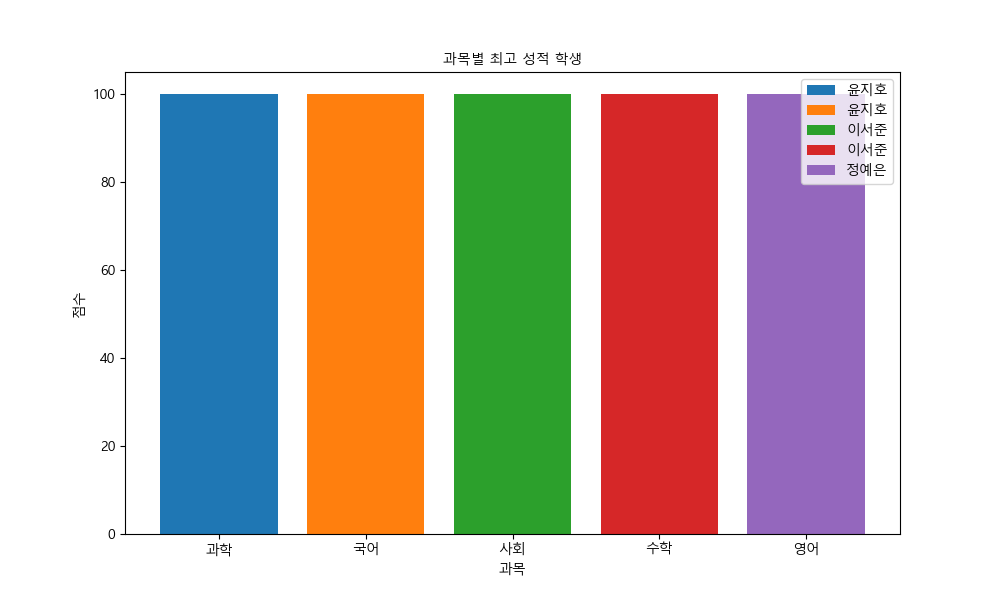 과목별 최고 성적 학생
100
80
60
40
20
0
점수
윤지호
윤지호
이서준
이서준
정예은
과학 국어 사회 수학 영어
과목